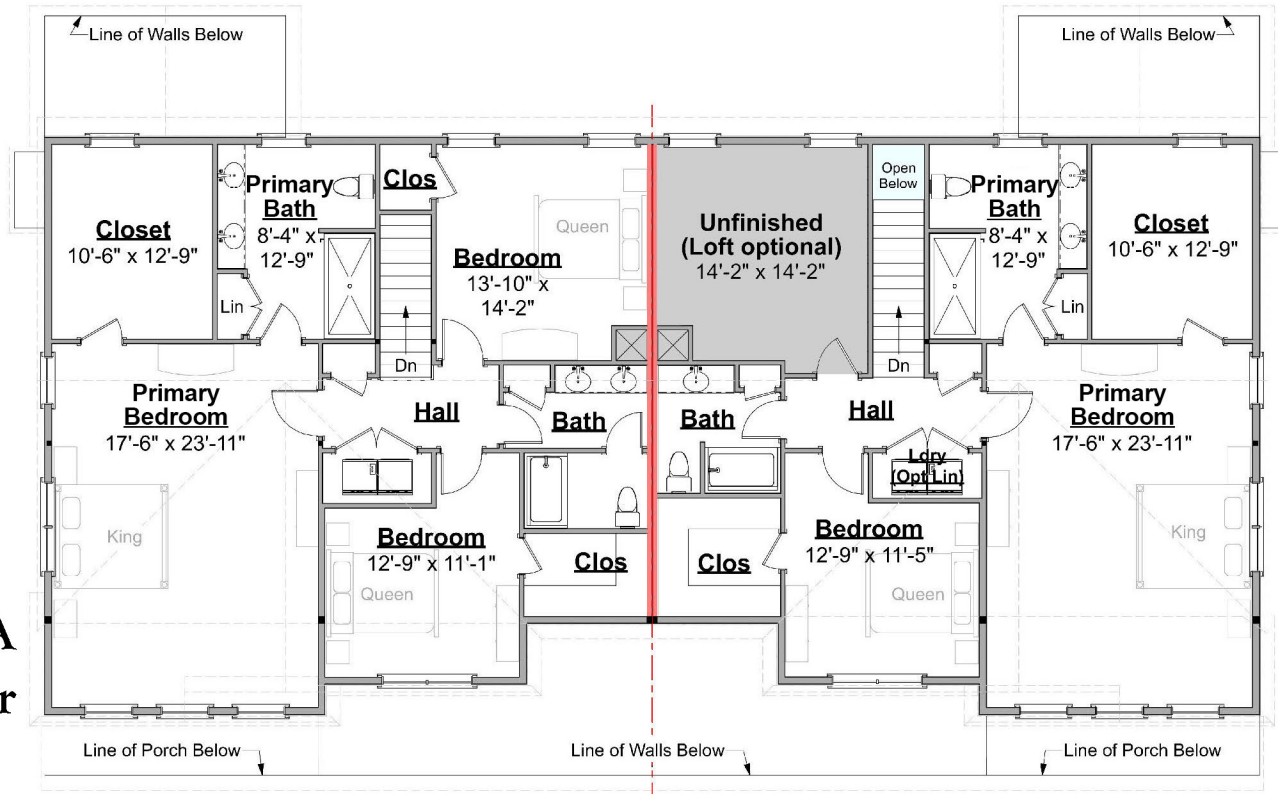 Line of Walls Below
Line of Walls Below
Closet
10'-6" x 12'-9"
Primary
Bath
8'-4" x
12'-9"
Lin
Clos
Dn
Bedroom
13'-10" x
14'-2"
Queen
Unfinished
(Loft optional)
14'-2" x 14'-2"
Open
Below
Dn
Primary
Bath
8'-4" x
12'-9"
Lin
Closet
10'-6" x 12'-9"
Primary
Bedroom
17'-6" x 23'-11"
King
Hall
Bath
Bath
Hall
Ldry
(Opt Lin)
Primary
Bedroom
17'-6" x 23'-11"
King
Bedroom
12'-9" x 11'-1"
Queen
Clos
Clos
Bedroom
12'-9" x 11'-5"
Queen
A
r
Line of Porch Below
Line of Walls Below
Line of Porch Below